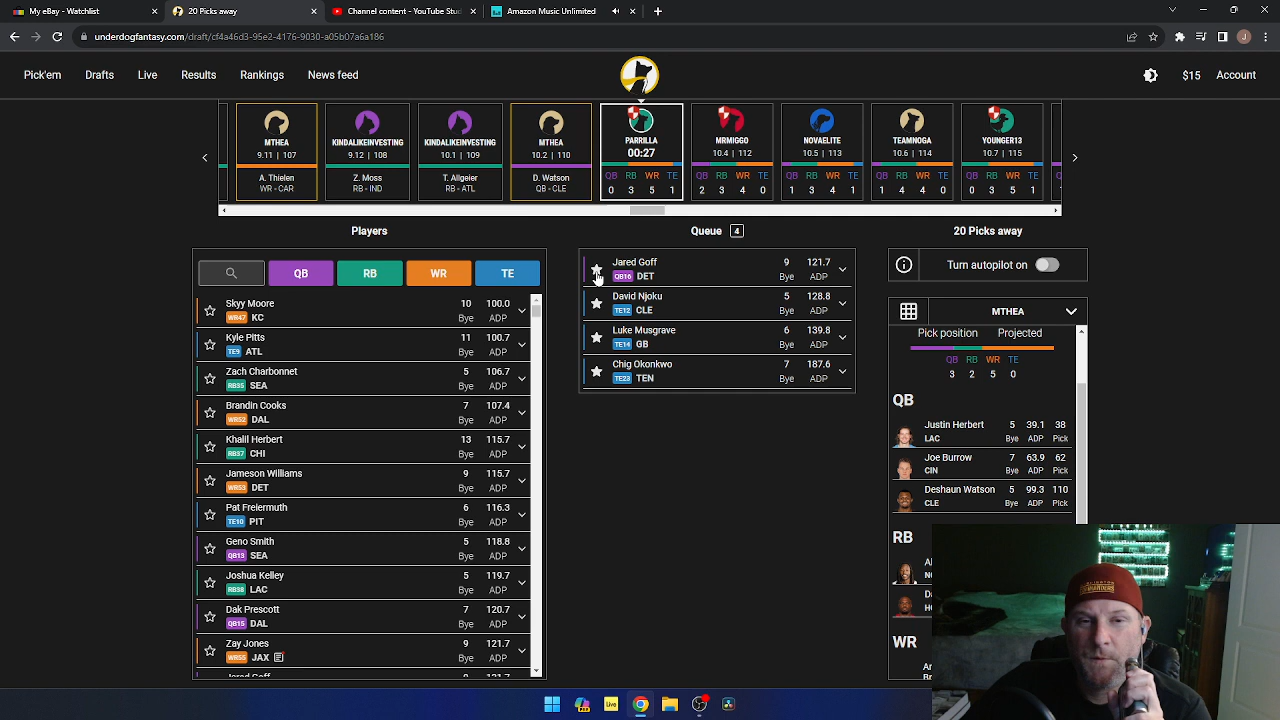 My eBay - Watchlist
20 Picks away
Channel content - YouTube Stud
Amazon Music Unlimited
underdogfantasy.com/draft/cf4a46d3-95e2-4176-9030-a05b07a6a186
J
Pick'em Drafts Live Results Rankings News feed
$15 Account
MTHEA
9.11 | 107
A. Thielen
WR - CAR
KINDALIKEINVESTING
9.12 | 108
Z. Moss
RB - IND
KINDALIKEINVESTING
10.1 | 109
T. Allgeier
RB - ATL
MTHEA
10.2 | 110
D. Watson
QB - CLE
PARRILLA
00:27
QB RB WR TE
0 3 5 1
MRMIGGO
10.4 | 112
QB RB WR TE
2 3 4 0
NOVAELITE
10.5 | 113
QB RB WR TE
1 3 4 1
TEAMNOGA
10.6 | 114
QB RB WR TE
1 4 4 0
YOUNGER13
10.7 | 115
QB RB WR TE
0 3 5 1
Players
QB RB WR TE
Skyy Moore 10 100.0
WR47 KC Bye ADP
Kyle Pitts 11 100.7
TE9 ATL Bye ADP
Zach Charbonnet 5 106.7
RB35 SEA Bye ADP
Brandin Cooks 7 107.4
WR52 DAL Bye ADP
Khalil Herbert 13 115.7
RB37 CHI Bye ADP
Jameson Williams 9 115.7
WR53 DET Bye ADP
Pat Freiermuth 6 116.3
TE10 PIT Bye ADP
Geno Smith 5 118.8
QB13 SEA Bye ADP
Joshua Kelley 5 119.7
RB38 LAC Bye ADP
Dak Prescott 7 120.7
QB15 DAL Bye ADP
Zay Jones 9 121.7
WR55 JAX Bye ADP
Jared Goff 9 121.7
Queue 4
Jared Goff 9 121.7
QB16 DET Bye ADP
David Njoku 5 128.8
TE12 CLE Bye ADP
Luke Musgrave 6 139.8
TE14 GB Bye ADP
Chig Okonkwo 7 187.6
TE23 TEN Bye ADP
20 Picks away
Turn autopilot on
MTHEA
Pick position Projected
QB RB WR TE
3 2 5 0
QB
Justin Herbert 5 39.1 38
LAC Bye ADP Pick
Joe Burrow 7 63.9 62
CIN Bye ADP Pick
Deshaun Watson 5 99.3 110
CLE Bye ADP Pick
RB
WR
COMMANDERS
Live